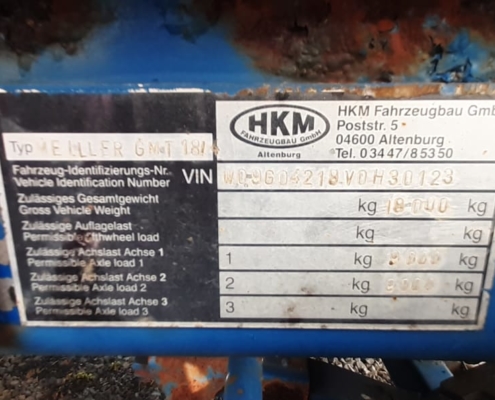 HKM
FAHRZEUGBAU GmbH
Altenburg
HKM Fahrzeugbau Gm
Poststr. 5
04600 Altenburg
Tel. 03447/85350
Typ GMT 18/
Fahrzeug-Identifizierungs-Nr.
Vehicle Identification Number VIN
Zulässiges Gesamtgewicht
Gross Vehicle Weight kg 18 000 kg
Zulässige Auflagelast
Permissible Fifthwheel load kg kg
Zulässige Achslast Achse 1
Permissible Axle load 1 1 kg kg
Zulässige Achslast Achse 2
Permissible Axle load 2 2 kg kg
Zulässige Achslast Achse 3
Permissible Axle load 3 3 kg kg